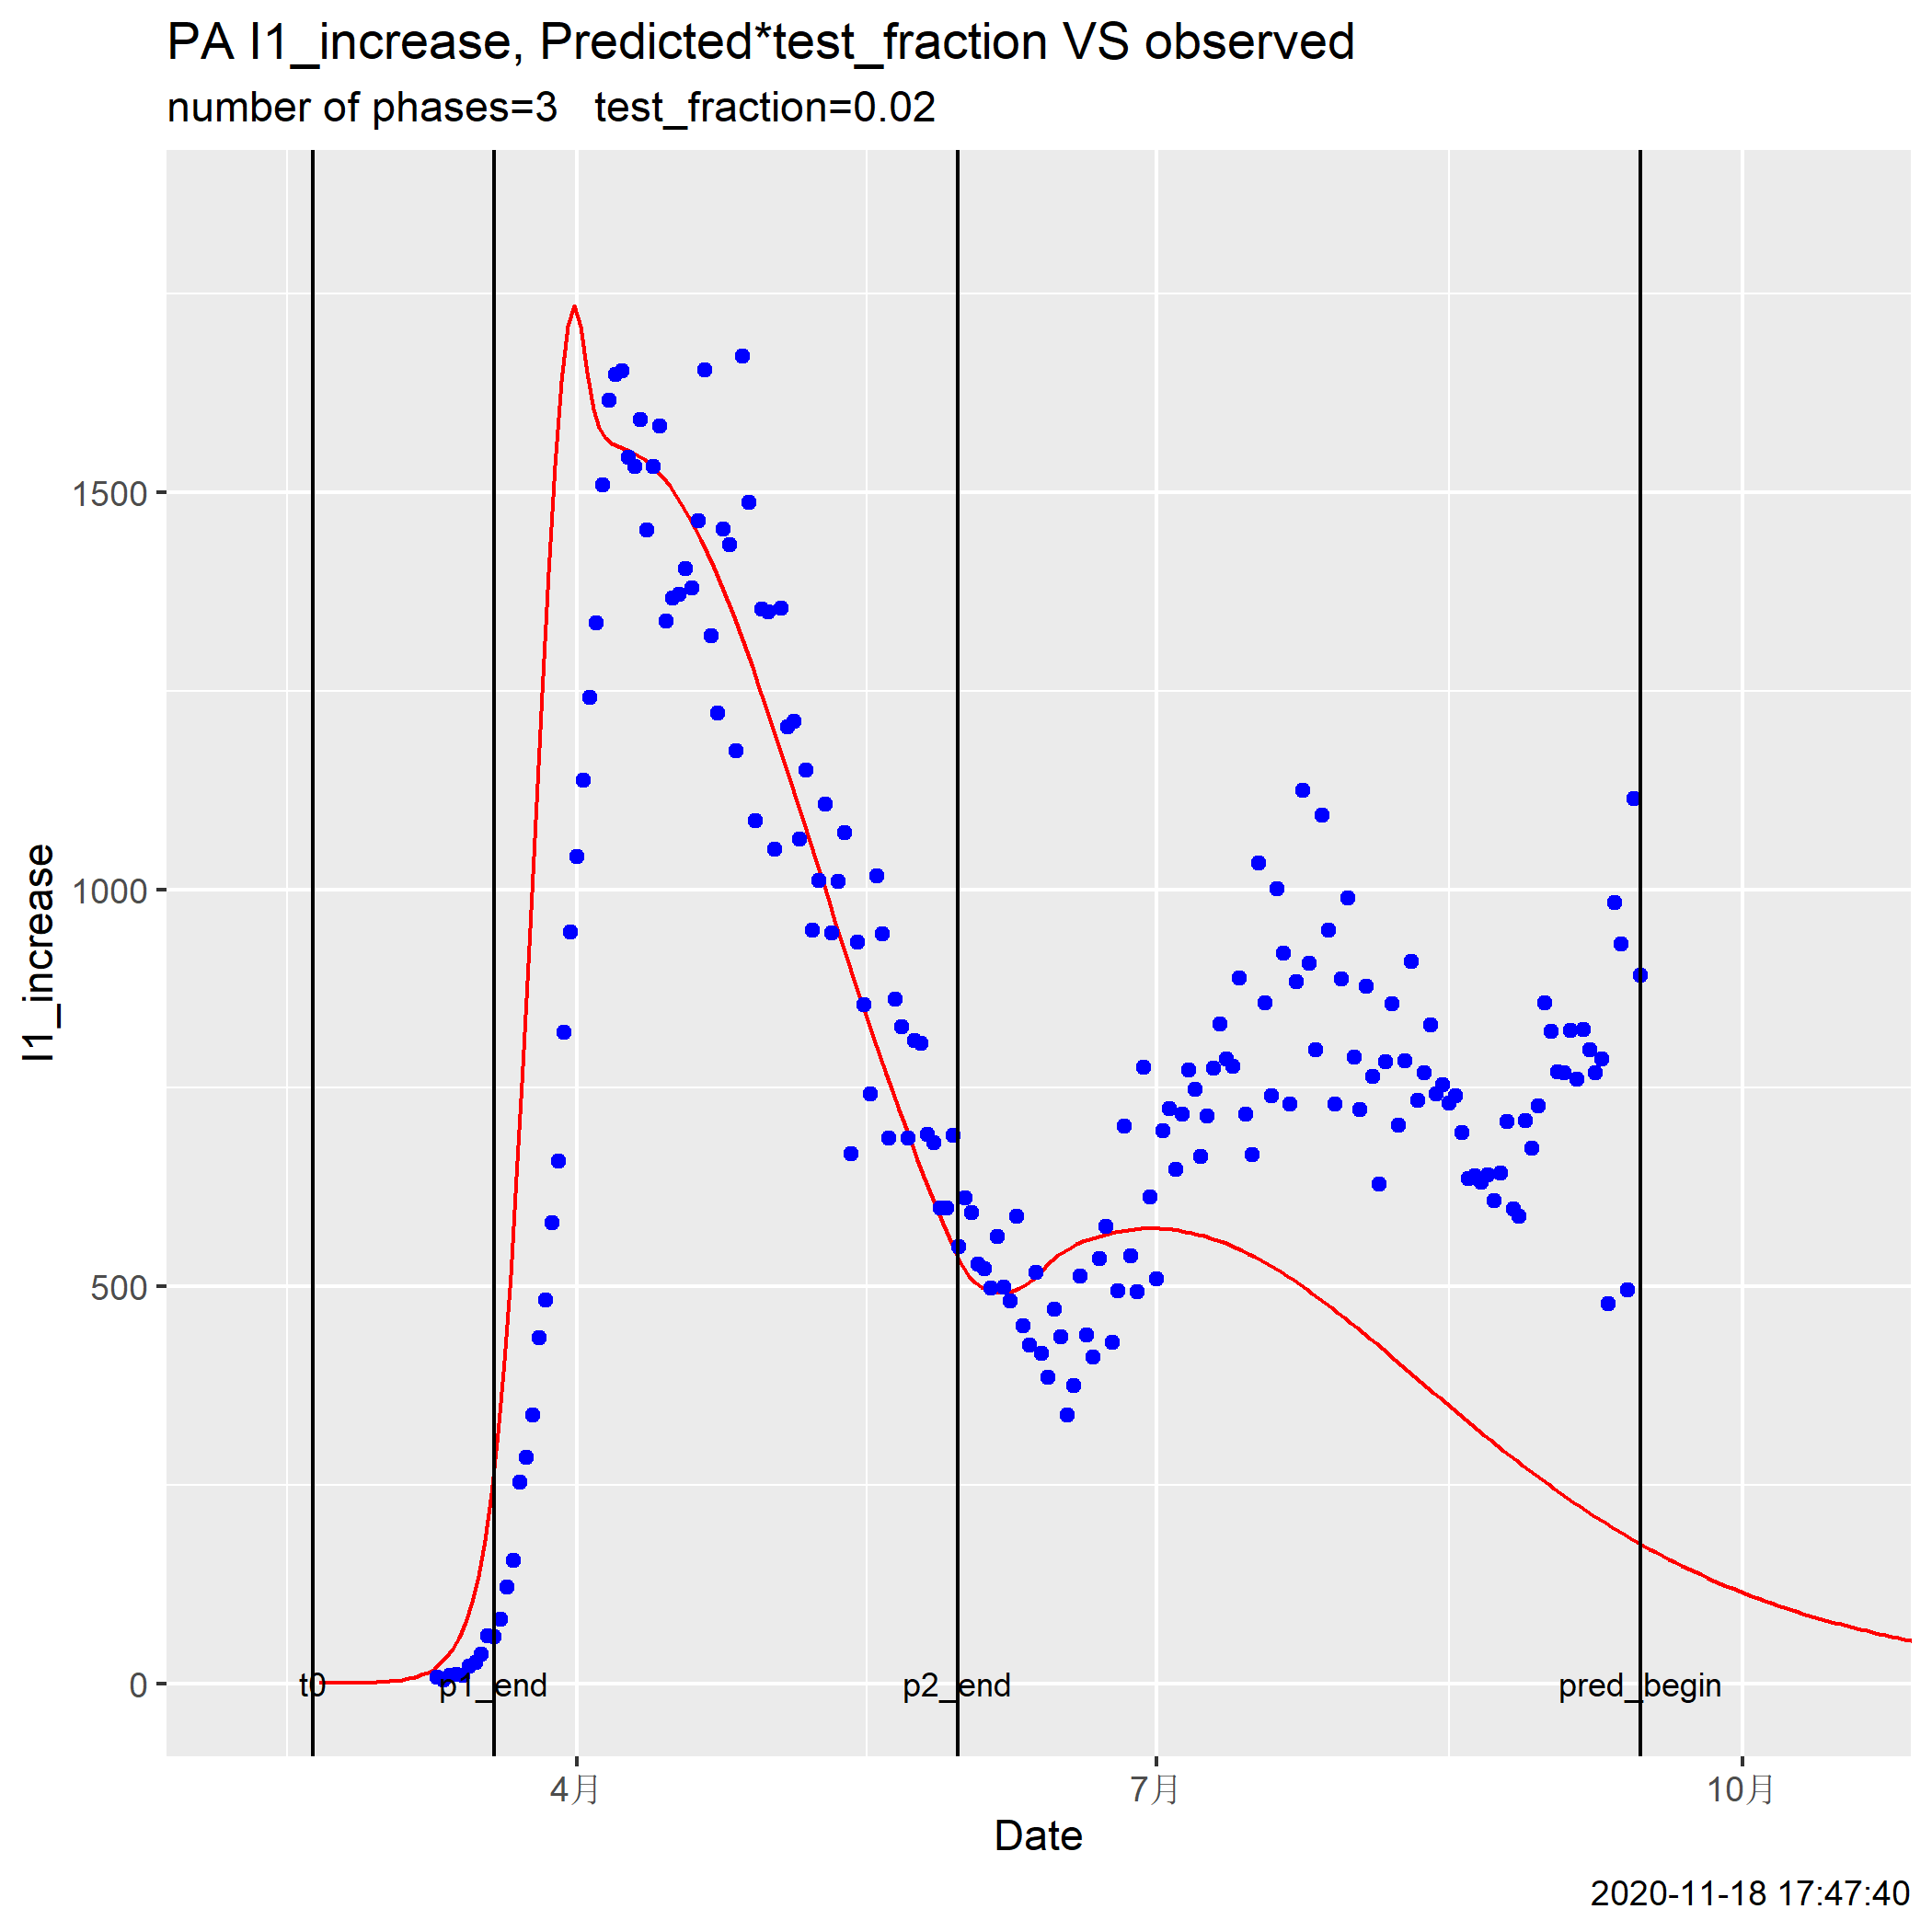 PA I1_increase, Predicted*test_fraction VS observed
number of phases=3   test_fraction=0.02
I1_increase
1500
1000
500
0
t0
p1_end
p2_end
pred_begin
4月
7月
10月
Date
2020-11-18 17:47:40